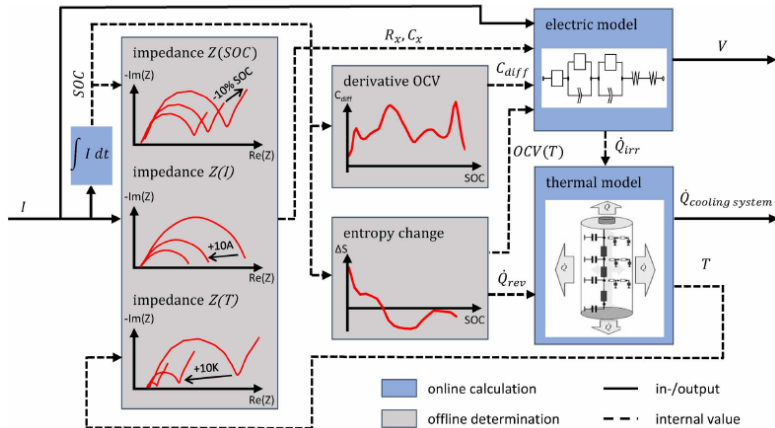 impedance Z(SOC)
-Im(Z)
-10% SOC
Re(Z)
SOC
∫ I dt
I
impedance Z(I)
-Im(Z)
+10A
Re(Z)
impedance Z(T)
-Im(Z)
+10K
Re(Z)
R_x, C_x
derivative OCV
C_diff
SOC
C_diff
entropy change
ΔS
SOC
Q̇_rev
OCV(T)
electric model
V
Q̇_irr
thermal model
Q̇
Q̇
Q̇
Q̇
Q̇_cooling system
T
online calculation
offline determination
in-/output
internal value